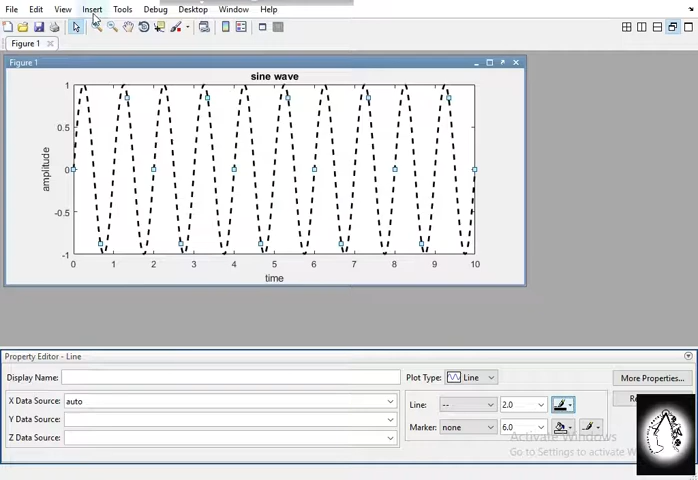 File Edit View Insert Tools Debug Desktop Window Help
Figure 1
Figure 1
sine wave
1
0.5
0
-0.5
-1
amplitude
0 1 2 3 4 5 6 7 8 9 10
time
Property Editor - Line
Display Name:
Plot Type: Line
More Properties...
X Data Source: auto
Line: -- 2.0
Y Data Source:
Marker: none 6.0
Z Data Source:
Activate Windows
Go to Settings to activate W